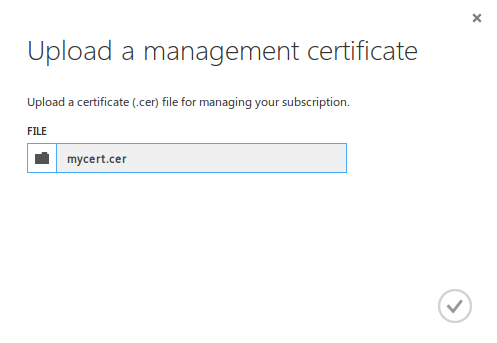 Upload a management certificate
Upload a certificate (.cer) file for managing your subscription.
FILE
mycert.cer